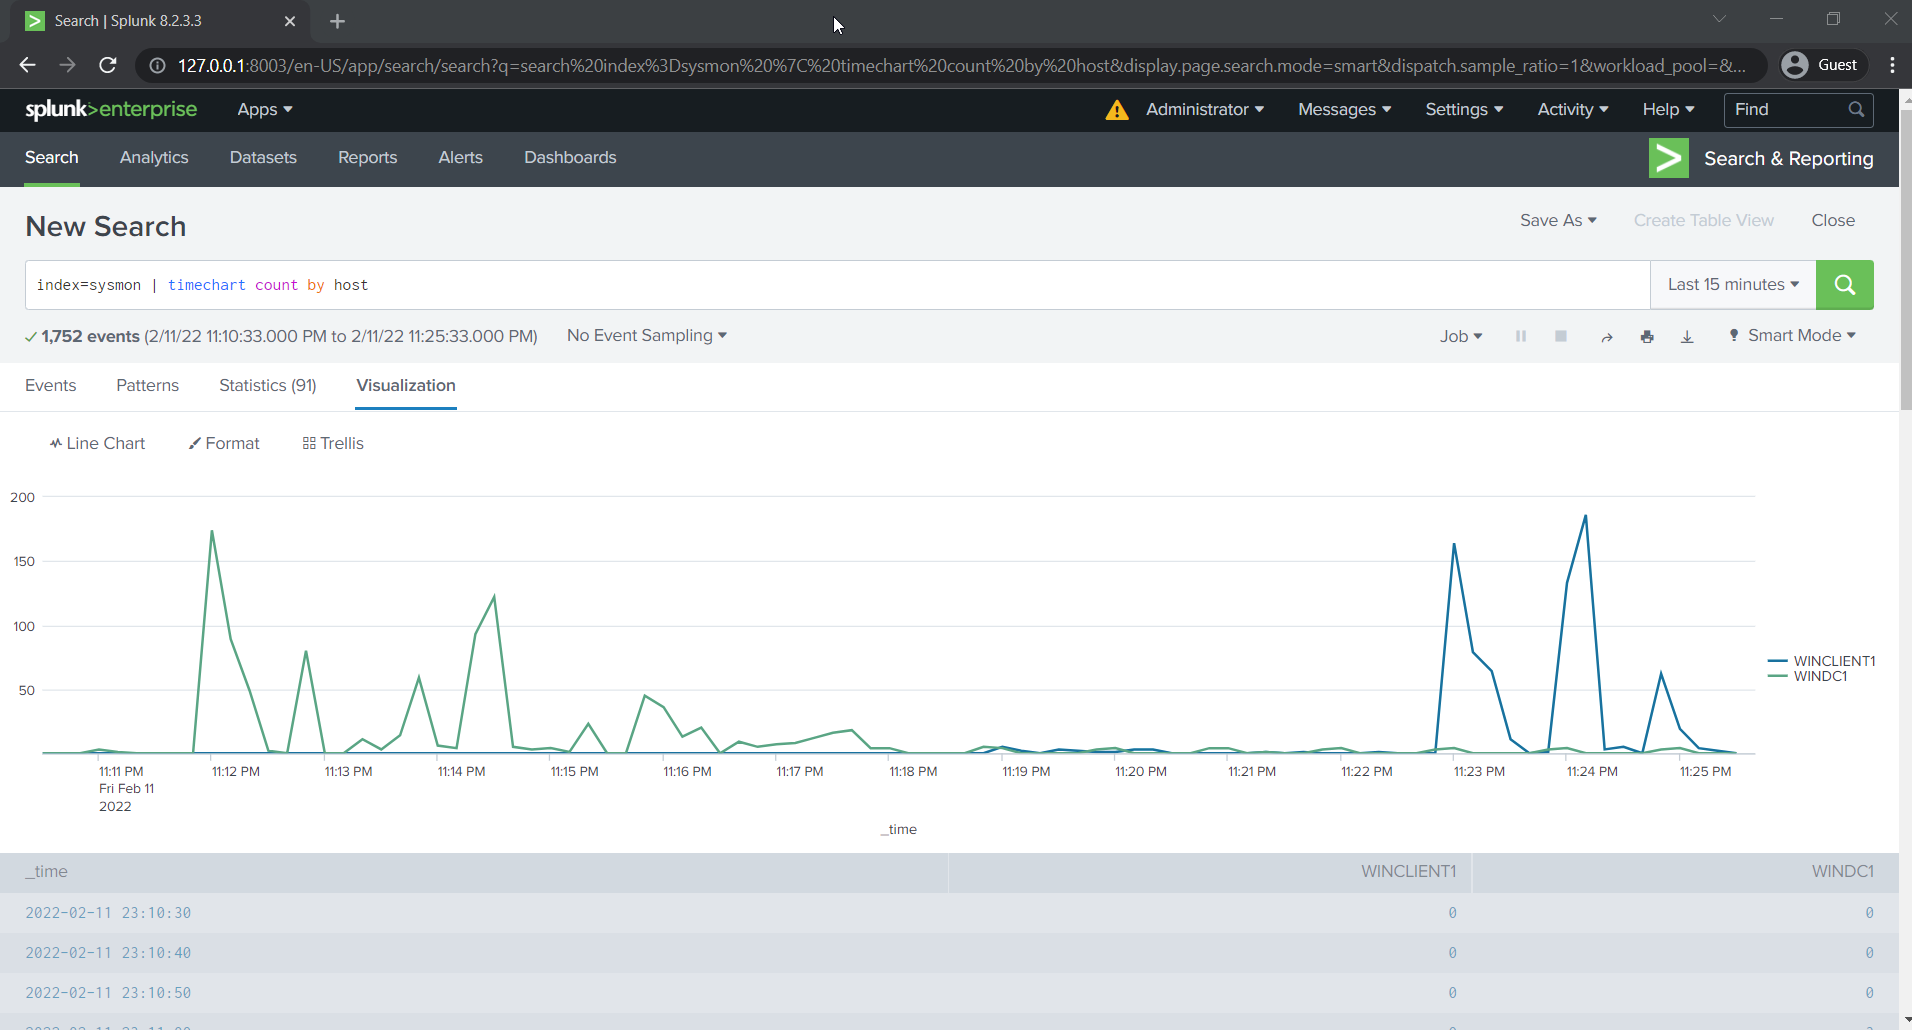 Search | Splunk 8.2.3.3
127.0.0.1:8003/en-US/app/search/search?q=search%20index%3Dsysmon%20%7C%20timechart%20count%20by%20host&display.page.search.mode=smart&dispatch.sample_ratio=1&workload_pool=&... Guest
splunk>enterprise Apps Administrator Messages Settings Activity Help Find
Search Analytics Datasets Reports Alerts Dashboards Search & Reporting
New Search Save As Create Table View Close
index=sysmon | timechart count by host Last 15 minutes
1,752 events (2/11/22 11:10:33.000 PM to 2/11/22 11:25:33.000 PM) No Event Sampling Job Smart Mode
Events Patterns Statistics (91) Visualization
Line Chart Format Trellis
200
150
100
50
WINCLIENT1
WINDC1
11:11 PM 11:12 PM 11:13 PM 11:14 PM 11:15 PM 11:16 PM 11:17 PM 11:18 PM 11:19 PM 11:20 PM 11:21 PM 11:22 PM 11:23 PM 11:24 PM 11:25 PM
Fri Feb 11
2022
_time
_time WINCLIENT1 WINDC1
2022-02-11 23:10:30 0 0
2022-02-11 23:10:40 0 0
2022-02-11 23:10:50 0 0